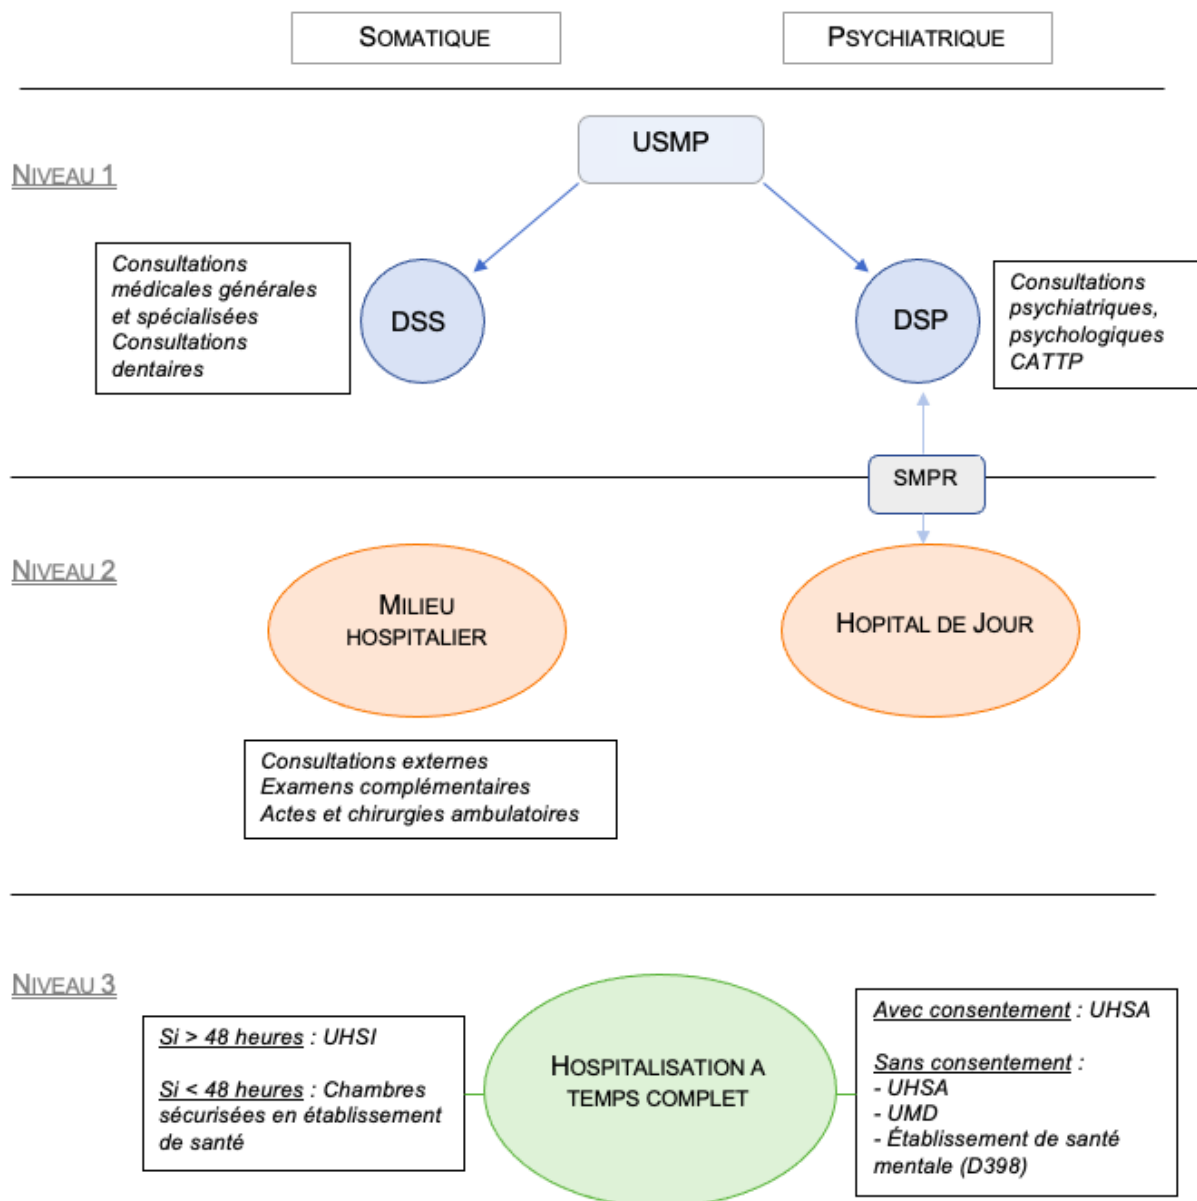 SOMATIQUE
PSYCHIATRIQUE
NIVEAU 1
USMP
Consultations
médicales générales
et spécialisées
Consultations
dentaires
DSS
DSP
Consultations
psychiatriques,
psychologiques
CATTP
SMPR
NIVEAU 2
MILIEU
HOSPITALIER
HOPITAL DE JOUR
Consultations externes
Examens complémentaires
Actes et chirurgies ambulatoires
NIVEAU 3
Si > 48 heures : UHSI
Si < 48 heures : Chambres
sécurisées en établissement
de santé
HOSPITALISATION A
TEMPS COMPLET
Avec consentement : UHSA
Sans consentement :
- UHSA
- UMD
- Établissement de santé
mentale (D398)